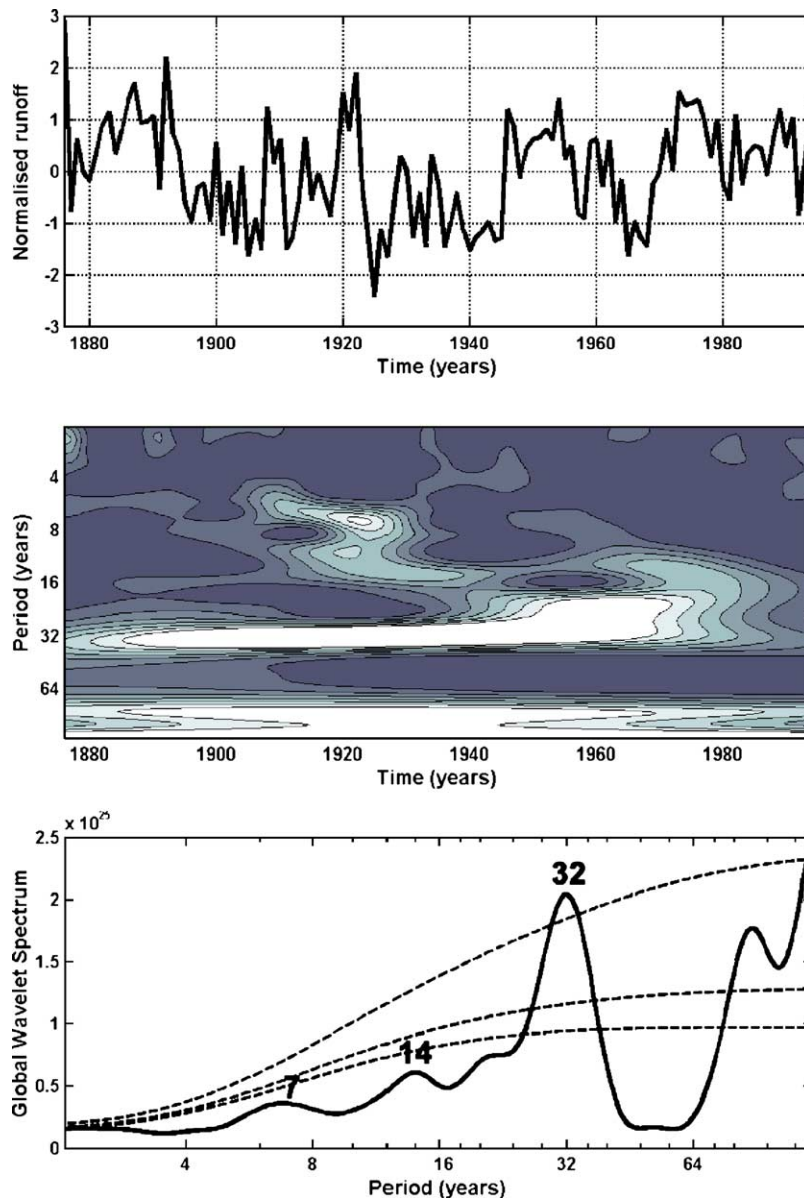 3
2
1
0
-1
-2
-3
Normalised runoff
1880 1900 1920 1940 1960 1980
Time (years)
4
8
16
32
64
Period (years)
1880 1900 1920 1940 1960 1980
Time (years)
x 10^25
2.5
2
1.5
1
0.5
0
Global Wavelet Spectrum
7
14
32
4 8 16 32 64
Period (years)